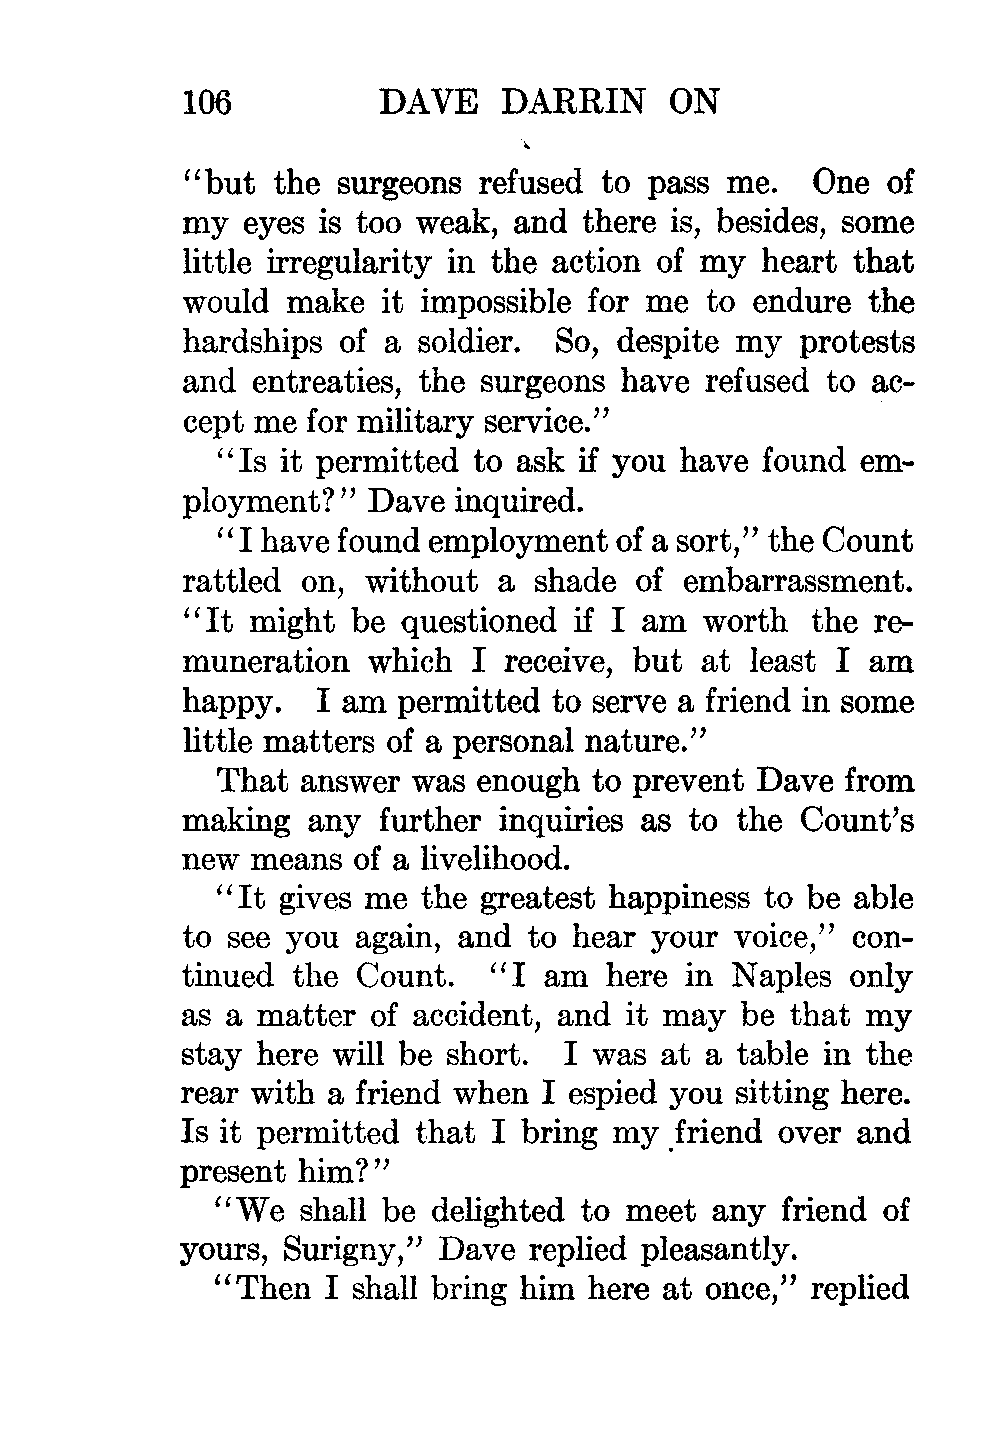 106 DAVE DARRIN ON
“but the surgeons refused to pass me. One of
my eyes is too weak, and there is, besides, some
little irregularity in the action of my heart that
would make it impossible for me to endure the
hardships of a soldier. So, despite my protests
and entreaties, the surgeons have refused to ac-
cept me for military service.”
“Is it permitted to ask if you have found em-
ployment?” Dave inquired.
“I have found employment of a sort,” the Count
rattled on, without a shade of embarrassment.
“It might be questioned if I am worth the re-
muneration which I receive, but at least I am
happy. I am permitted to serve a friend in some
little matters of a personal nature.”
That answer was enough to prevent Dave from
making any further inquiries as to the Count’s
new means of a livelihood.
“It gives me the greatest happiness to be able
to see you again, and to hear your voice,” con-
tinued the Count. “I am here in Naples only
as a matter of accident, and it may be that my
stay here will be short. I was at a table in the
rear with a friend when I espied you sitting here.
Is it permitted that I bring my friend over and
present him?”
“We shall be delighted to meet any friend of
yours, Surigny,” Dave replied pleasantly.
“Then I shall bring him here at once,” replied